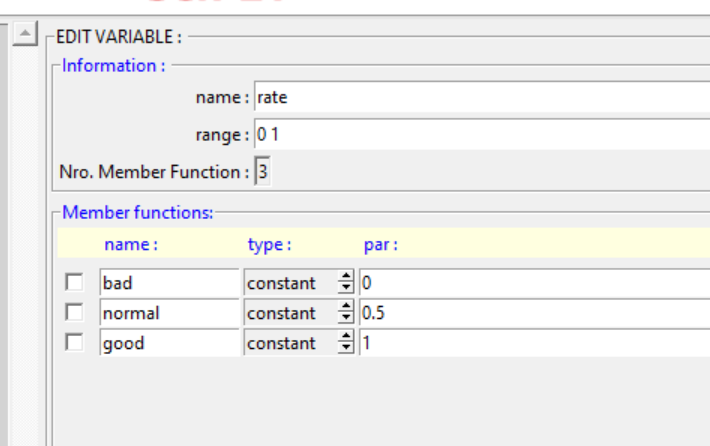 EDIT VARIABLE :
Information :
name : rate
range : 0 1
Nro. Member Function : 3
Member functions:
name : type : par :
bad constant 0
normal constant 0.5
good constant 1